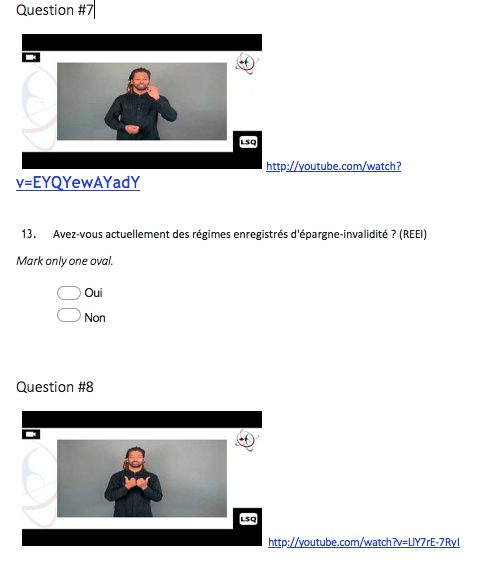 Question #7
LSQ
http://youtube.com/watch?
v=EYQYewAYadY
13. Avez-vous actuellement des régimes enregistrés d'épargne-invalidité ? (REEI)
Mark only one oval.
Oui
Non
Question #8
LSQ
http://youtube.com/watch?v=LlY7rE-7RyI